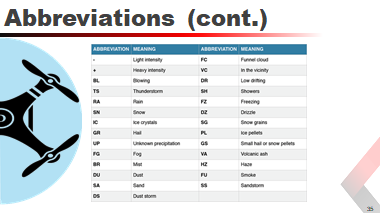 Abbreviations (cont.)
ABBREVIATION MEANING ABBREVIATION MEANING
- Light intensity FC Funnel cloud
+ Heavy intensity VC In the vicinity
BL Blowing DR Low drifting
TS Thunderstorm SH Showers
RA Rain FZ Freezing
SN Snow DZ Drizzle
IC Ice crystals SG Snow grains
GR Hail PL Ice pellets
UP Unknown precipitation GS Small hail or snow pellets
FG Fog VA Volcanic ash
BR Mist HZ Haze
DU Dust FU Smoke
SA Sand SS Sandstorm
DS Dust storm
35